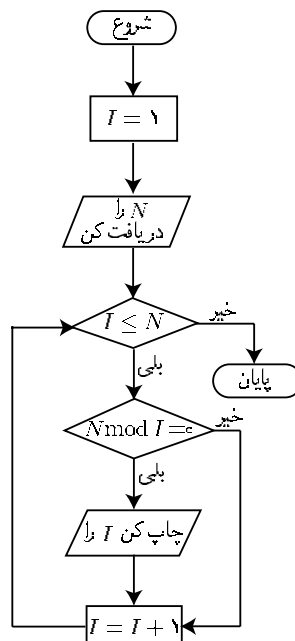 شروع
I = ۱
N را
دریافت کن
I ≤ N
خیر
بلی
پایان
N mod I = ۰
خیر
بلی
چاپ کن I را
I = I + ۱